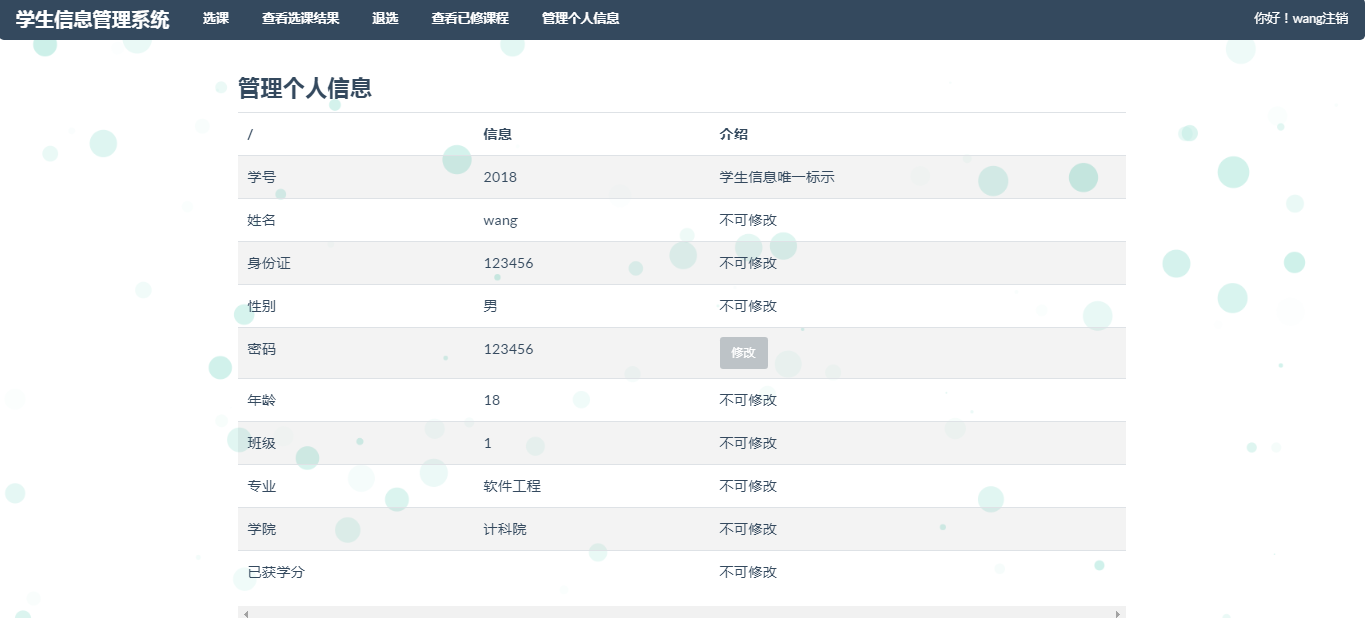 学生信息管理系统 选课 查看选课结果 退选 查看已修课程 管理个人信息 你好！wang注销
管理个人信息
/ 信息 介绍
学号 2018 学生信息唯一标示
姓名 wang 不可修改
身份证 123456 不可修改
性别 男 不可修改
密码 123456 修改
年龄 18 不可修改
班级 1 不可修改
专业 软件工程 不可修改
学院 计科院 不可修改
已获学分 不可修改